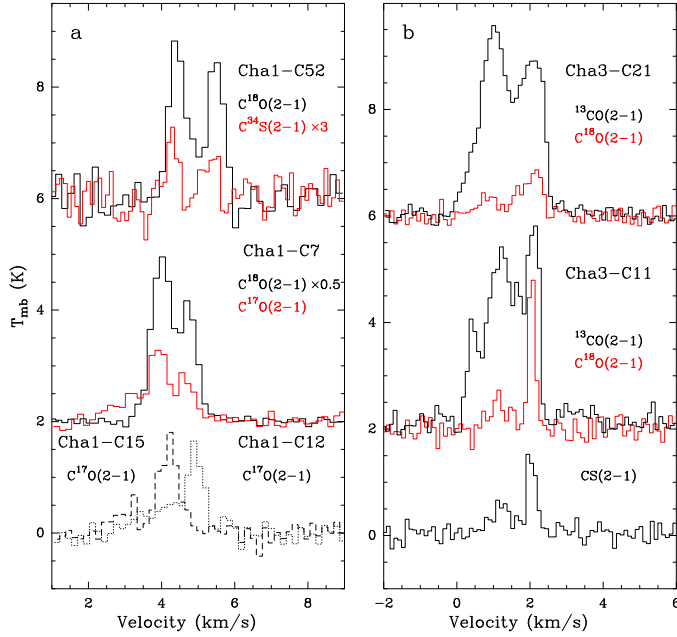 a
Cha1-C52
C¹⁸O(2-1)
C³⁴S(2-1) ×3
Cha1-C7
C¹⁸O(2-1) ×0.5
C¹⁷O(2-1)
Cha1-C15
C¹⁷O(2-1)
Cha1-C12
C¹⁷O(2-1)
T_mb (K)
8
6
4
2
0
2 4 6 8
Velocity (km/s)
b
Cha3-C21
¹³CO(2-1)
C¹⁸O(2-1)
Cha3-C11
¹³CO(2-1)
C¹⁸O(2-1)
CS(2-1)
8
6
4
2
0
-2 0 2 4 6
Velocity (km/s)